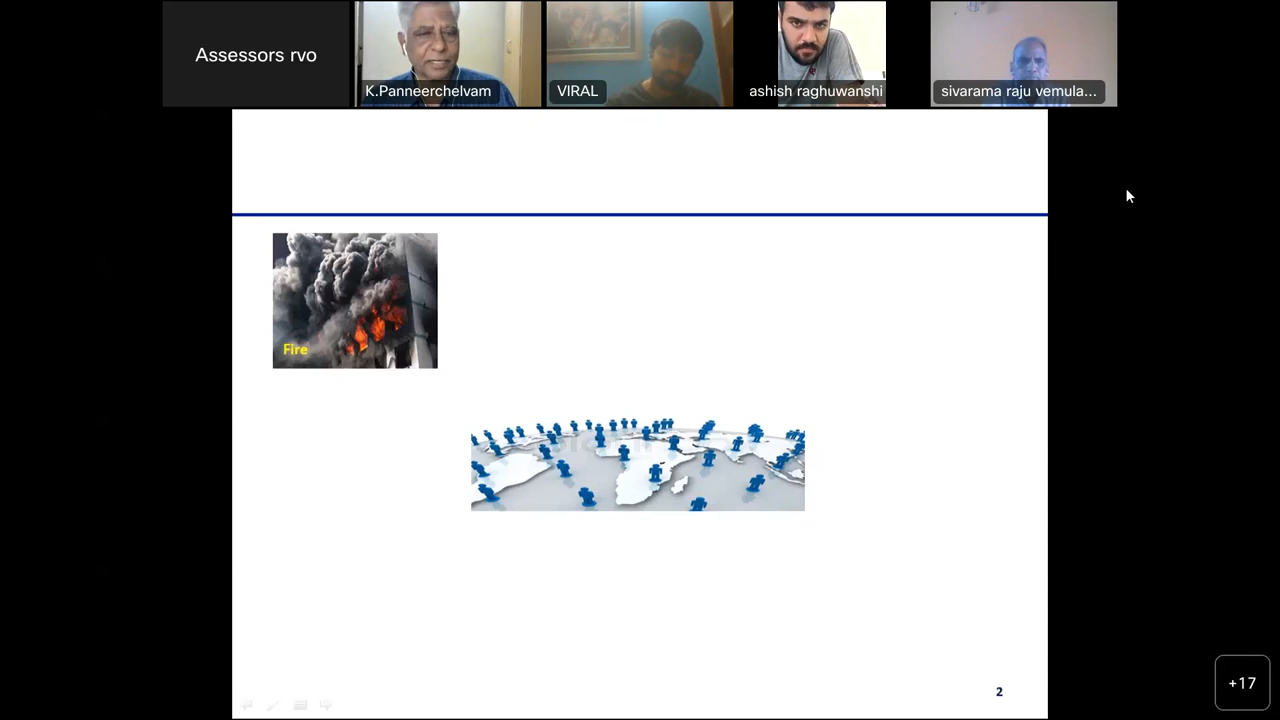 Assessors rvo
K.Panneerchelvam
VIRAL
ashish raghuwanshi
sivarama raju vemula...
Fire
2
+17